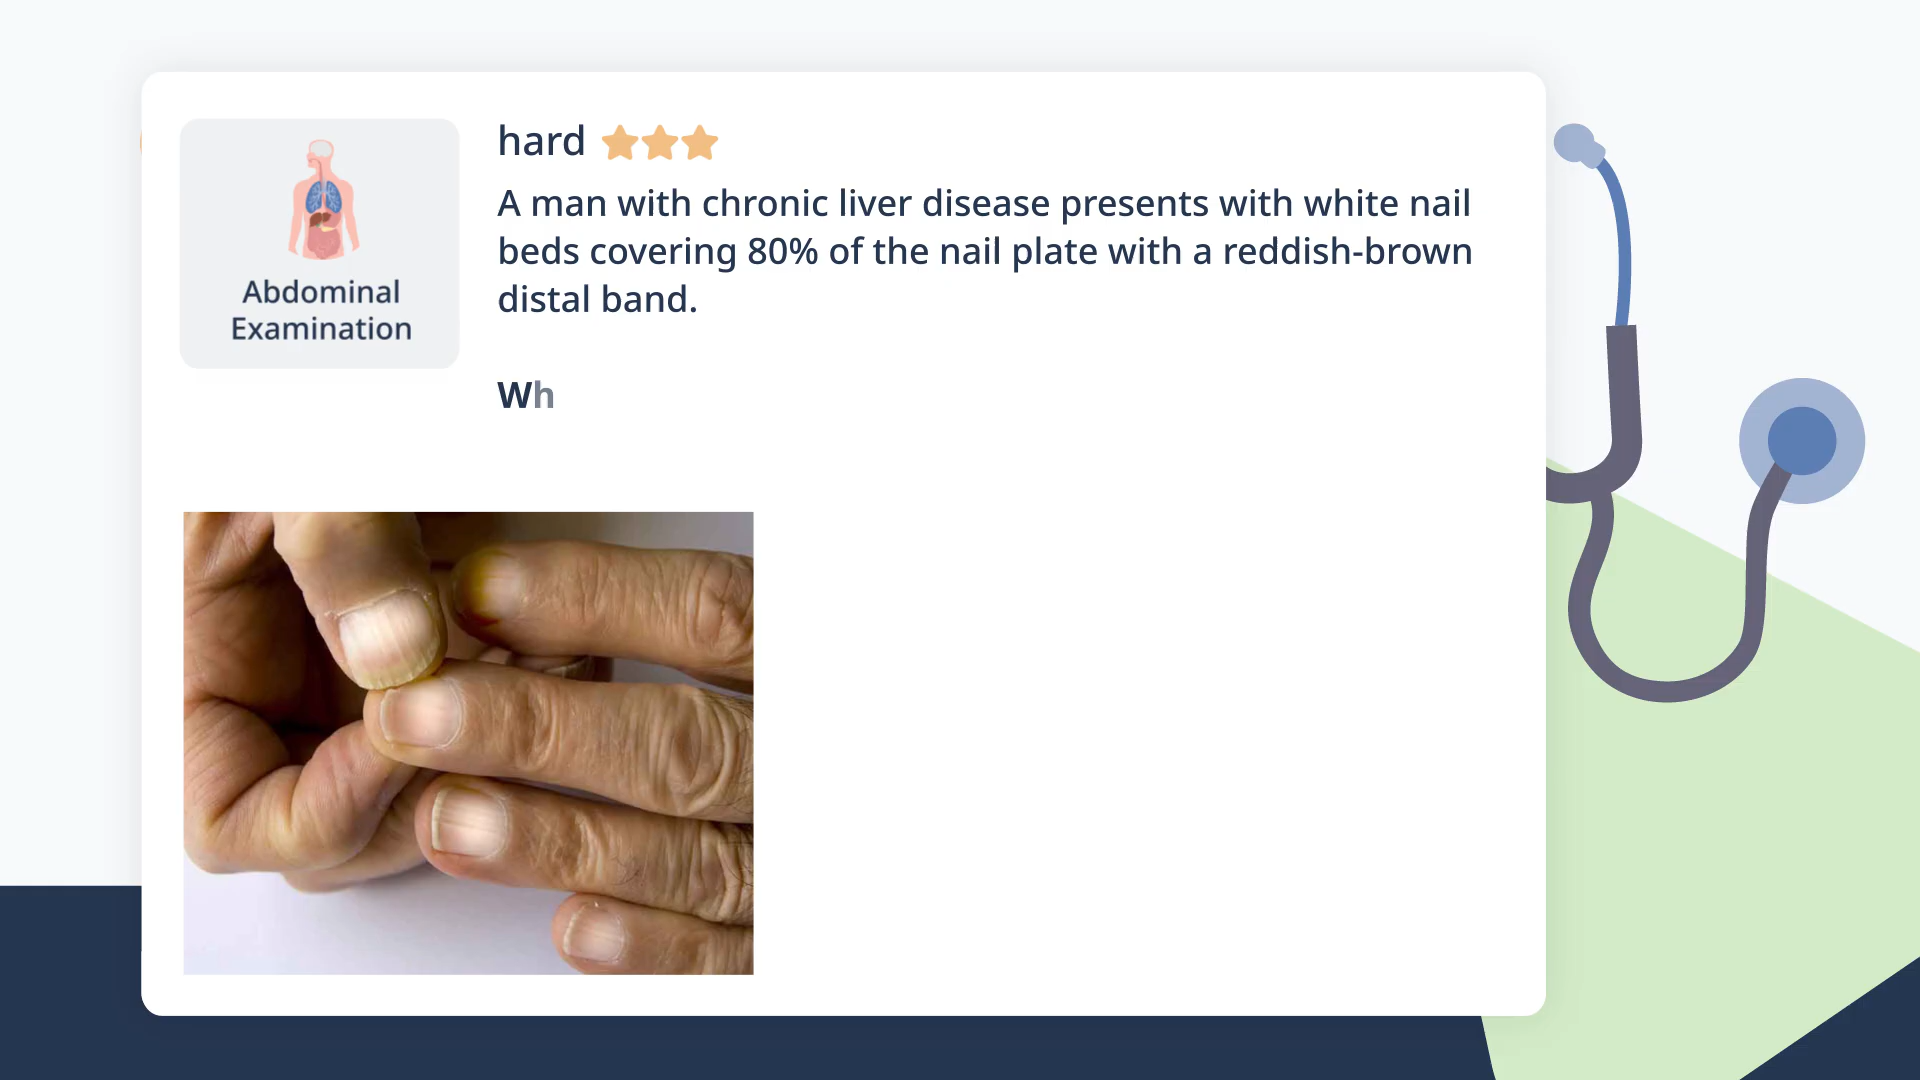 Abdominal
Examination
hard
A man with chronic liver disease presents with white nail
beds covering 80% of the nail plate with a reddish-brown
distal band.
Wh